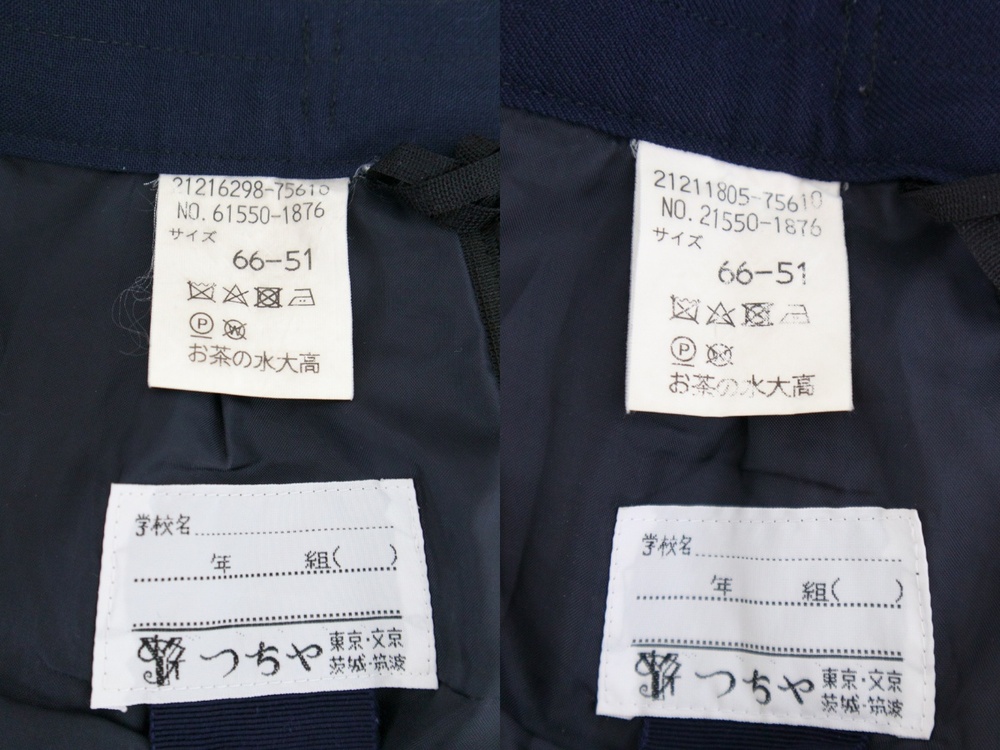 21216298-75610
NO.61550-1876
サイズ
66-51
P
W
お茶の水大高
学校名
年 組( )
つちや 東京・文京
茨城・筑波
21211805-75610
NO.21550-1876
サイズ
66-51
P
W
お茶の水大高
学校名
年 組( )
つちや 東京・文京
茨城・筑波